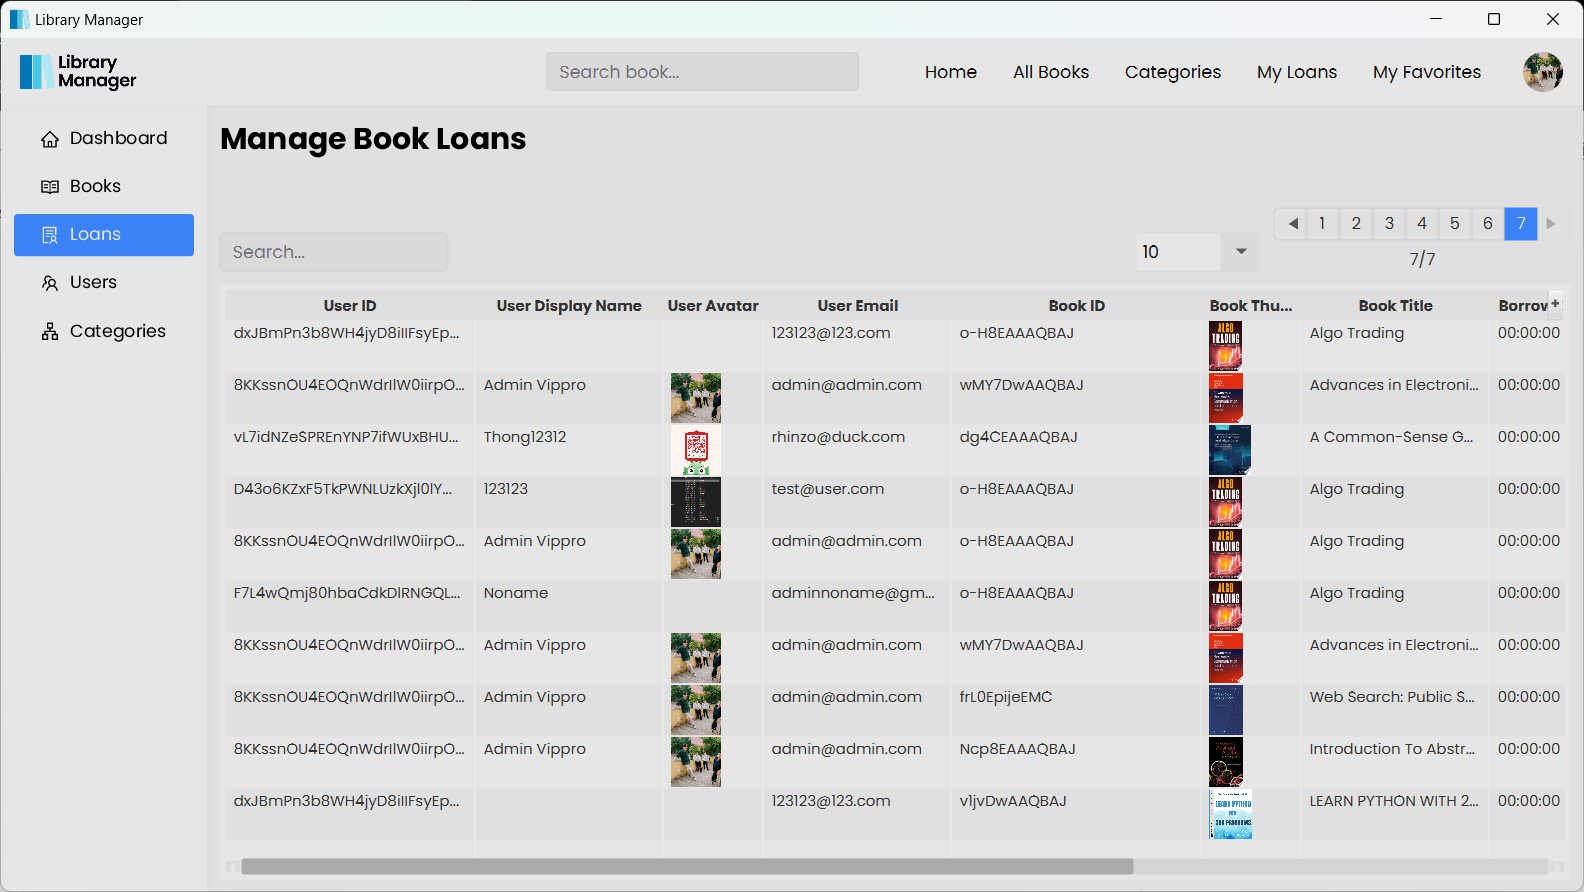 Library Manager
Library
Manager
Search book...
Home
All Books
Categories
My Loans
My Favorites
Dashboard
Books
Loans
Users
Categories
Manage Book Loans
Search...
10
1 2 3 4 5 6 7
7/7
User ID User Display Name User Avatar User Email Book ID Book Thu... Book Title Borrow +
dxJBmPn3b8WH4jyD8iIIFsyEp... 123123@123.com o-H8EAAAQBAJ ALGO TRADING Algo Trading 00:00:00
8KKssnOU4EOQnWdrIlW0iirpO... Admin Vippro admin@admin.com wMY7DwAAQBAJ Advances in Electroni... 00:00:00
vL7idNZeSPREnYNP7ifWUxBHU... Thong12312 rhinzo@duck.com dg4CEAAAQBAJ A Common-Sense G... 00:00:00
D43o6KZxF5TkPWNLUzkXjl0lY... 123123 test@user.com o-H8EAAAQBAJ ALGO TRADING Algo Trading 00:00:00
8KKssnOU4EOQnWdrIlW0iirpO... Admin Vippro admin@admin.com o-H8EAAAQBAJ ALGO TRADING Algo Trading 00:00:00
F7L4wQmj80hbaCdkDlRNGQL... Noname adminnoname@gm... o-H8EAAAQBAJ ALGO TRADING Algo Trading 00:00:00
8KKssnOU4EOQnWdrIlW0iirpO... Admin Vippro admin@admin.com wMY7DwAAQBAJ Advances in Electroni... 00:00:00
8KKssnOU4EOQnWdrIlW0iirpO... Admin Vippro admin@admin.com frL0EpijeEMC Web Search: Public S... 00:00:00
8KKssnOU4EOQnWdrIlW0iirpO... Admin Vippro admin@admin.com Ncp8EAAAQBAJ Introduction To Abstr... 00:00:00
dxJBmPn3b8WH4jyD8iIIFsyEp... 123123@123.com v1jvDwAAQBAJ LEARN PYTHON LEARN PYTHON WITH 2... 00:00:00